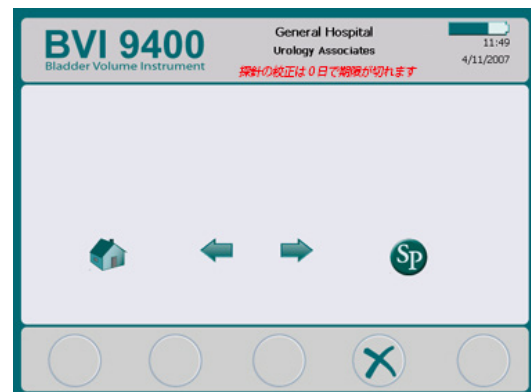 BVI 9400
Bladder Volume Instrument
General Hospital
Urology Associates
探針の校正は0日で期限が切れます
11:49
4/11/2007
SP